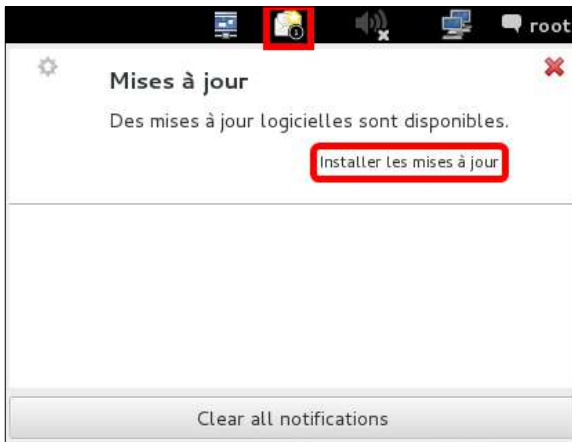 root
Mises à jour
Des mises à jour logicielles sont disponibles.
Installer les mises à jour
Clear all notifications